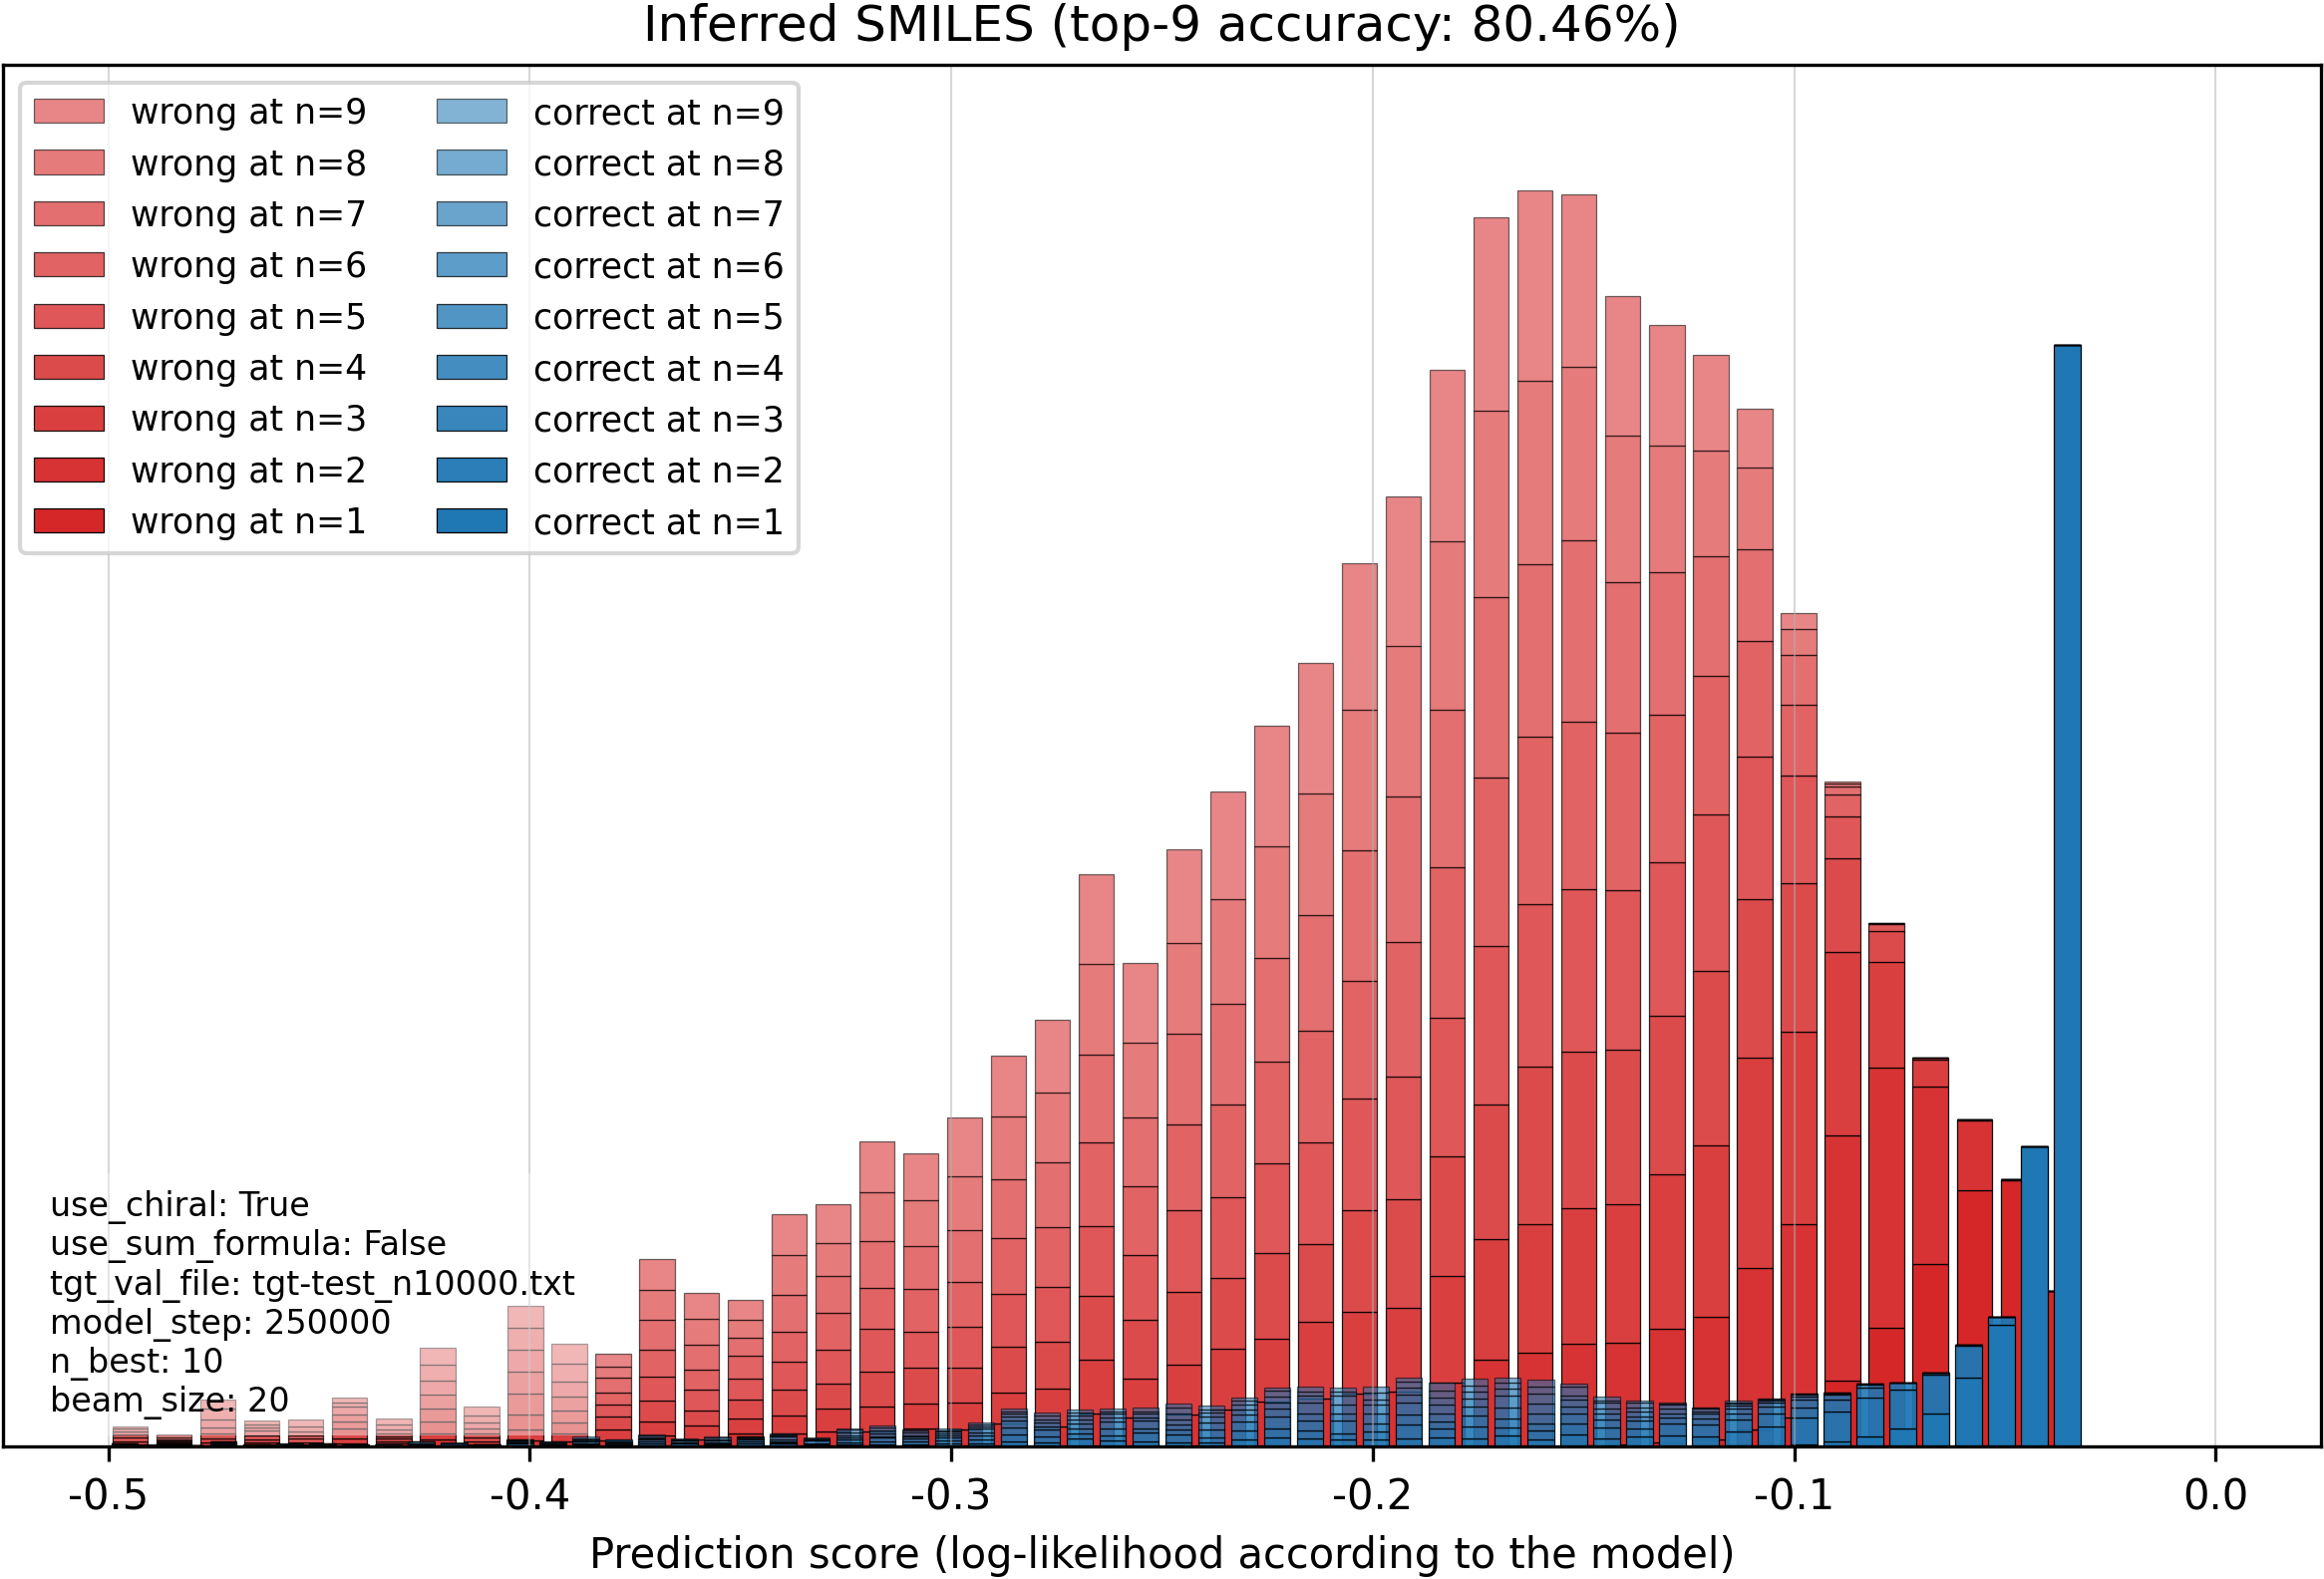 Inferred SMILES (top-9 accuracy: 80.46%)
wrong at n=9
wrong at n=8
wrong at n=7
wrong at n=6
wrong at n=5
wrong at n=4
wrong at n=3
wrong at n=2
wrong at n=1
correct at n=9
correct at n=8
correct at n=7
correct at n=6
correct at n=5
correct at n=4
correct at n=3
correct at n=2
correct at n=1
use_chiral: True
use_sum_formula: False
tgt_val_file: tgt-test_n10000.txt
model_step: 250000
n_best: 10
beam_size: 20
-0.5 -0.4 -0.3 -0.2 -0.1 0.0
Prediction score (log-likelihood according to the model)